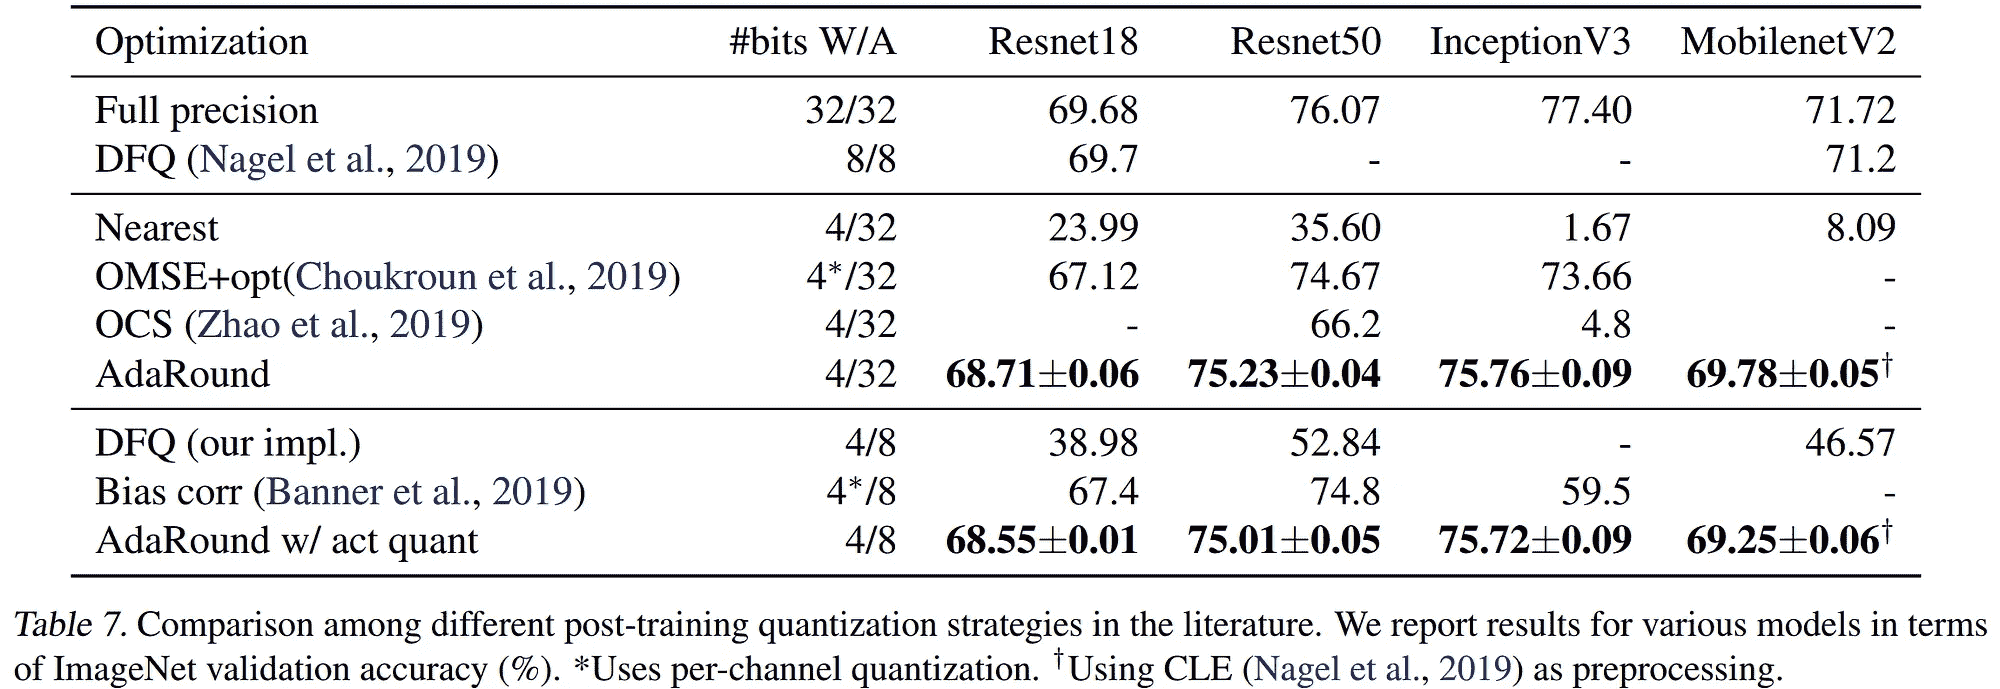 Optimization #bits W/A Resnet18 Resnet50 InceptionV3 MobilenetV2
Full precision 32/32 69.68 76.07 77.40 71.72
DFQ (Nagel et al., 2019) 8/8 69.7 - - 71.2
Nearest 4/32 23.99 35.60 1.67 8.09
OMSE+opt(Choukroun et al., 2019) 4*/32 67.12 74.67 73.66 -
OCS (Zhao et al., 2019) 4/32 - 66.2 4.8 -
AdaRound 4/32 68.71±0.06 75.23±0.04 75.76±0.09 69.78±0.05†
DFQ (our impl.) 4/8 38.98 52.84 - 46.57
Bias corr (Banner et al., 2019) 4*/8 67.4 74.8 59.5 -
AdaRound w/ act quant 4/8 68.55±0.01 75.01±0.05 75.72±0.09 69.25±0.06†
Table 7. Comparison among different post-training quantization strategies in the literature. We report results for various models in terms
of ImageNet validation accuracy (%). *Uses per-channel quantization. †Using CLE (Nagel et al., 2019) as preprocessing.